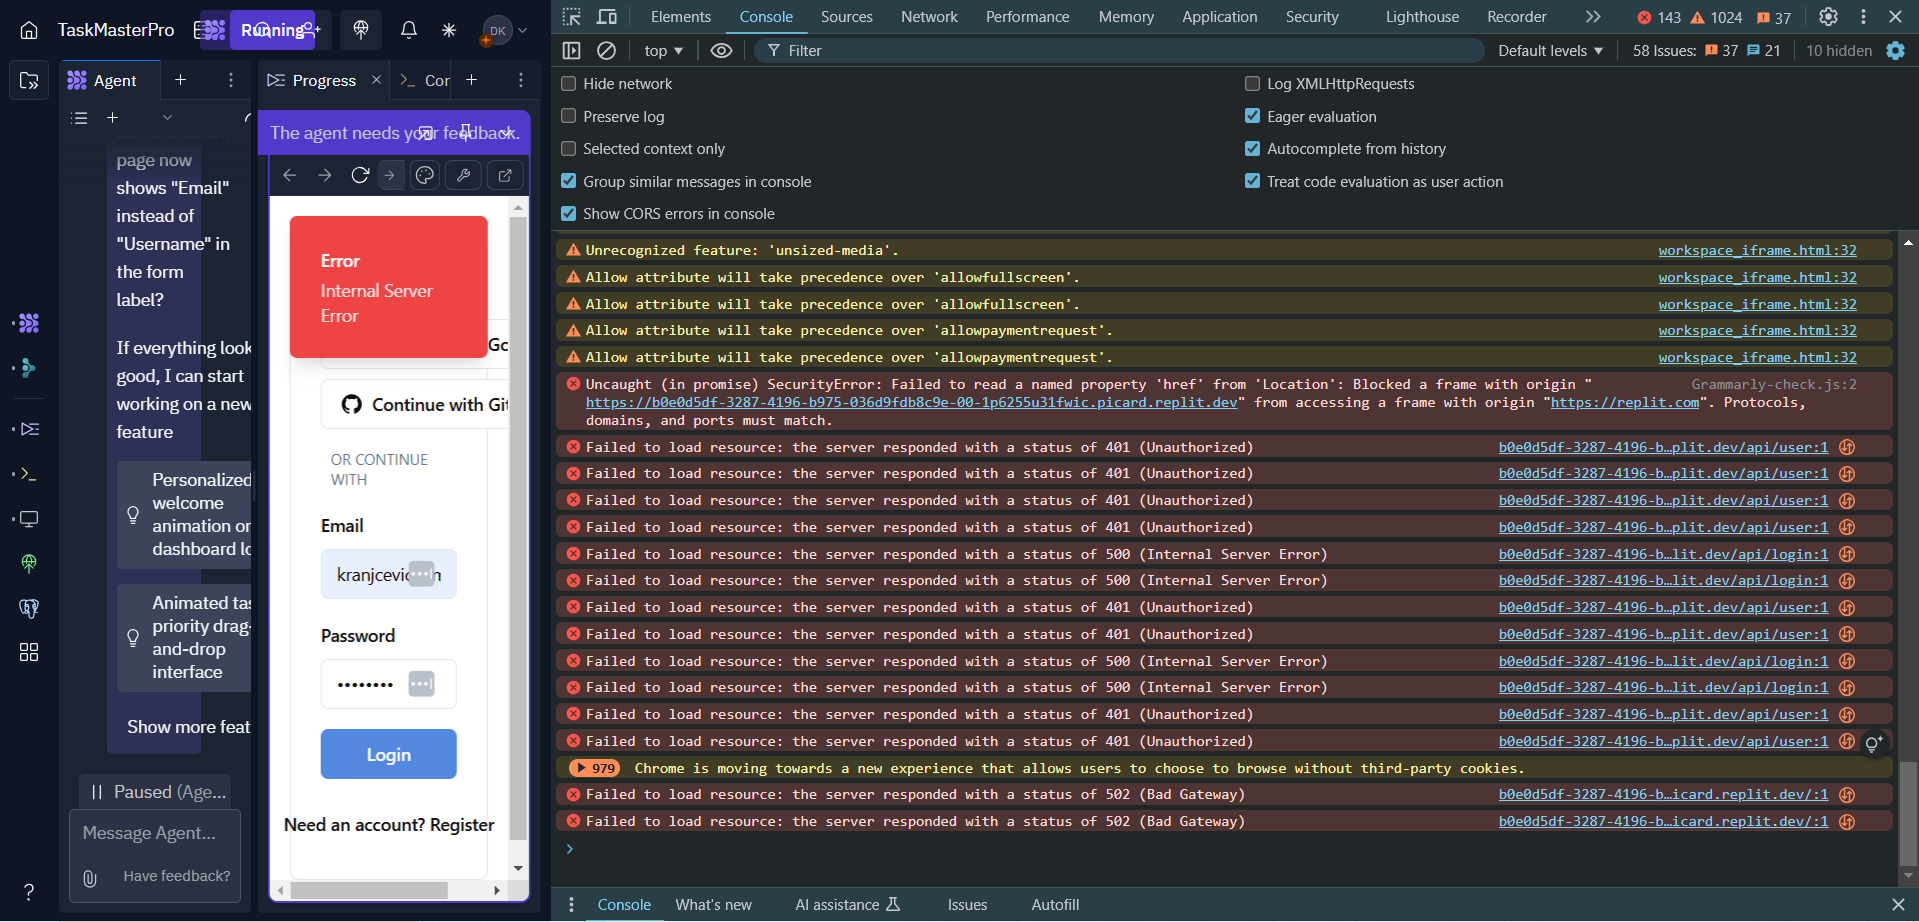 TaskMasterPro
Running
DK
Agent
Progress
Cor
The agent needs your feedback.
page now
shows "Email"
instead of
"Username" in
the form
label?
If everything look
good, I can start
working on a new
feature
Personalized
welcome
animation or
dashboard lo
Animated tas
priority drag-
and-drop
interface
Show more feat
Paused (Age...
Message Agent...
Have feedback?
Error
Internal Server
Error
Go
Continue with Git
OR CONTINUE
WITH
Email
Password
••••••••
Login
Need an account? Register
Elements
Console
Sources
Network
Performance
Memory
Application
Security
Lighthouse
Recorder
143
1024
37
top
Filter
Default levels
58 Issues:
37
21
10 hidden
Hide network
Log XMLHttpRequests
Preserve log
Eager evaluation
Selected context only
Autocomplete from history
Group similar messages in console
Treat code evaluation as user action
Show CORS errors in console
Unrecognized feature: 'unsized-media'. workspace_iframe.html:32
Allow attribute will take precedence over 'allowfullscreen'. workspace_iframe.html:32
Allow attribute will take precedence over 'allowfullscreen'. workspace_iframe.html:32
Allow attribute will take precedence over 'allowpaymentrequest'. workspace_iframe.html:32
Allow attribute will take precedence over 'allowpaymentrequest'. workspace_iframe.html:32
Uncaught (in promise) SecurityError: Failed to read a named property 'href' from 'Location': Blocked a frame with origin " Grammarly-check.js:2
https://b0e0d5df-3287-4196-b975-036d9fdb8c9e-00-1p6255u31fwic.picard.replit.dev" from accessing a frame with origin "https://replit.com". Protocols,
domains, and ports must match.
Failed to load resource: the server responded with a status of 401 (Unauthorized) b0e0d5df-3287-4196-b…plit.dev/api/user:1
Failed to load resource: the server responded with a status of 401 (Unauthorized) b0e0d5df-3287-4196-b…plit.dev/api/user:1
Failed to load resource: the server responded with a status of 401 (Unauthorized) b0e0d5df-3287-4196-b…plit.dev/api/user:1
Failed to load resource: the server responded with a status of 401 (Unauthorized) b0e0d5df-3287-4196-b…plit.dev/api/user:1
Failed to load resource: the server responded with a status of 500 (Internal Server Error) b0e0d5df-3287-4196-b…lit.dev/api/login:1
Failed to load resource: the server responded with a status of 500 (Internal Server Error) b0e0d5df-3287-4196-b…lit.dev/api/login:1
Failed to load resource: the server responded with a status of 401 (Unauthorized) b0e0d5df-3287-4196-b…plit.dev/api/user:1
Failed to load resource: the server responded with a status of 401 (Unauthorized) b0e0d5df-3287-4196-b…plit.dev/api/user:1
Failed to load resource: the server responded with a status of 500 (Internal Server Error) b0e0d5df-3287-4196-b…lit.dev/api/login:1
Failed to load resource: the server responded with a status of 500 (Internal Server Error) b0e0d5df-3287-4196-b…lit.dev/api/login:1
Failed to load resource: the server responded with a status of 401 (Unauthorized) b0e0d5df-3287-4196-b…plit.dev/api/user:1
Failed to load resource: the server responded with a status of 401 (Unauthorized) b0e0d5df-3287-4196-b…plit.dev/api/user:1
979 Chrome is moving towards a new experience that allows users to choose to browse without third-party cookies.
Failed to load resource: the server responded with a status of 502 (Bad Gateway) b0e0d5df-3287-4196-b…icard.replit.dev/:1
Failed to load resource: the server responded with a status of 502 (Bad Gateway) b0e0d5df-3287-4196-b…icard.replit.dev/:1
Console
What's new
AI assistance
Issues
Autofill